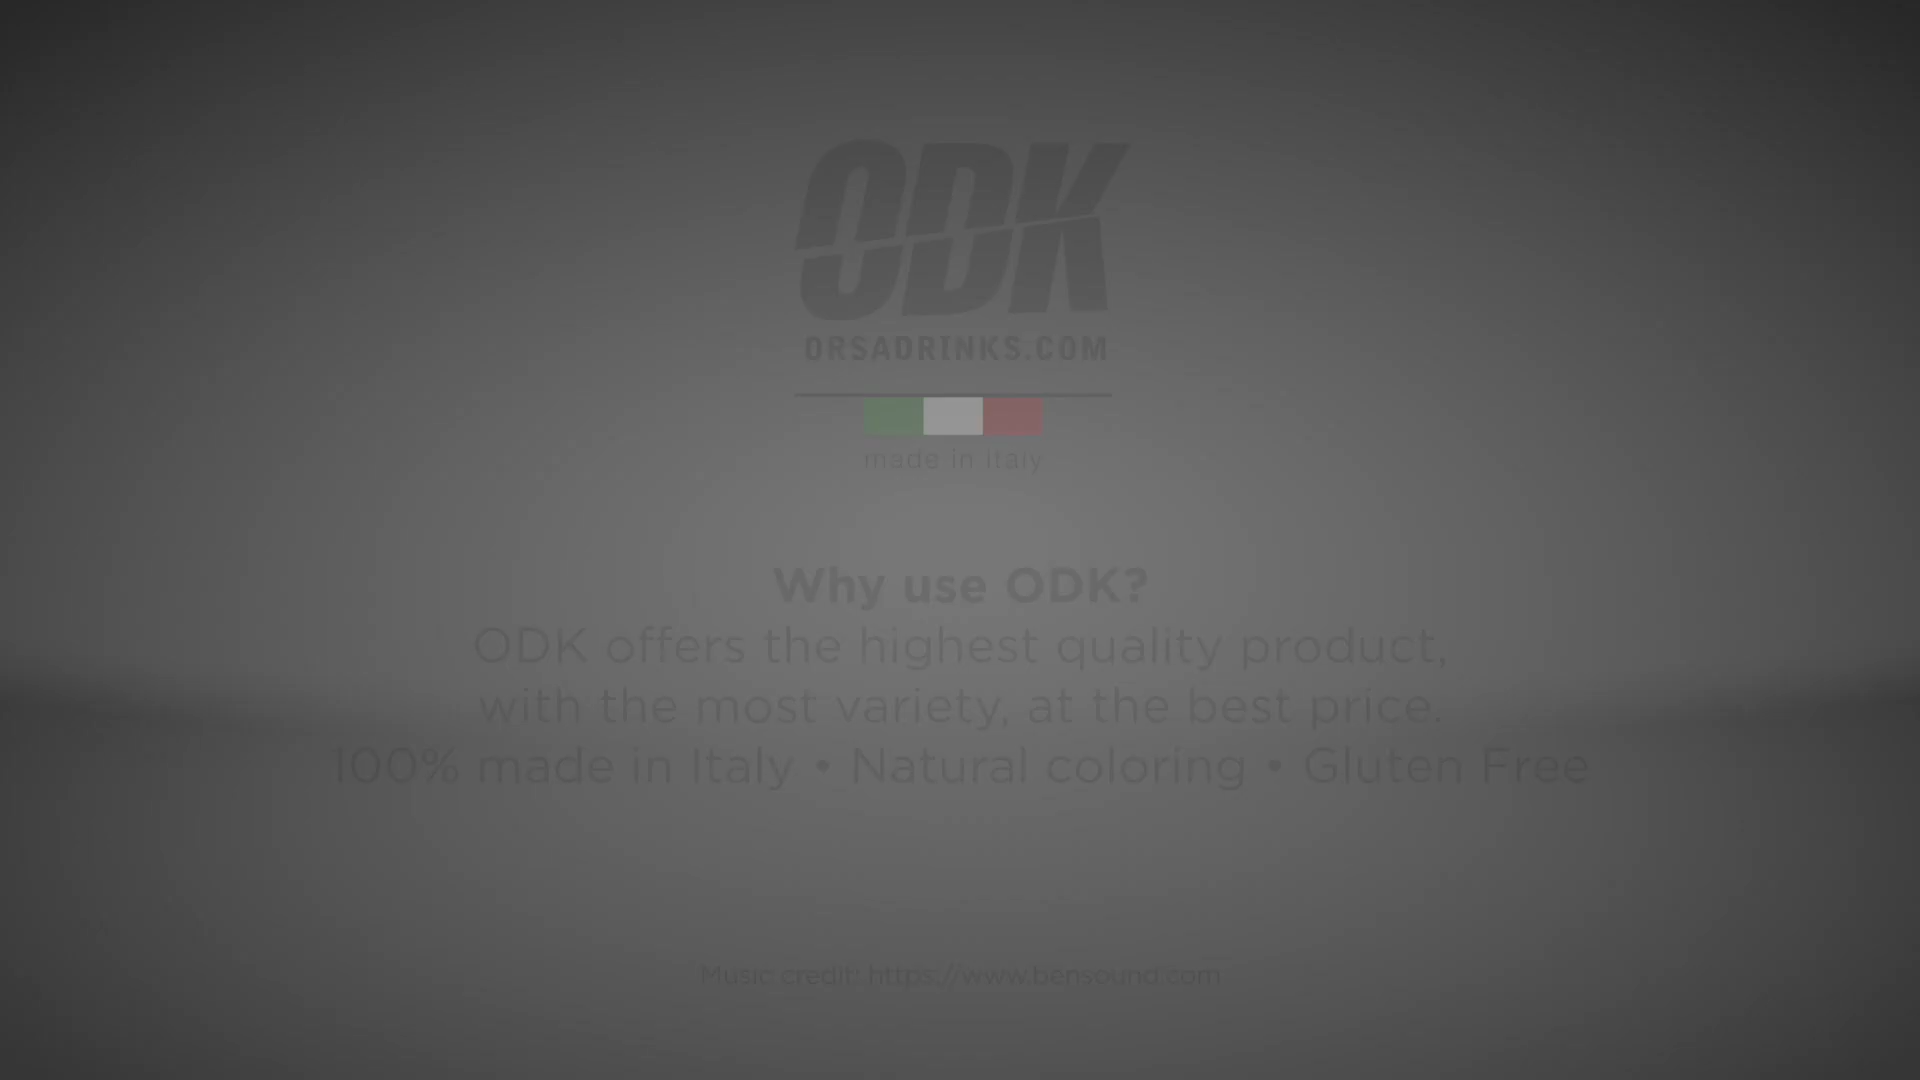 ODK
ORSADRINKS.COM
made in italy
Why use ODK?
ODK offers the highest quality product,
with the most variety, at the best price.
100% made in Italy • Natural coloring • Gluten Free
Music credit: https://www.bensound.com